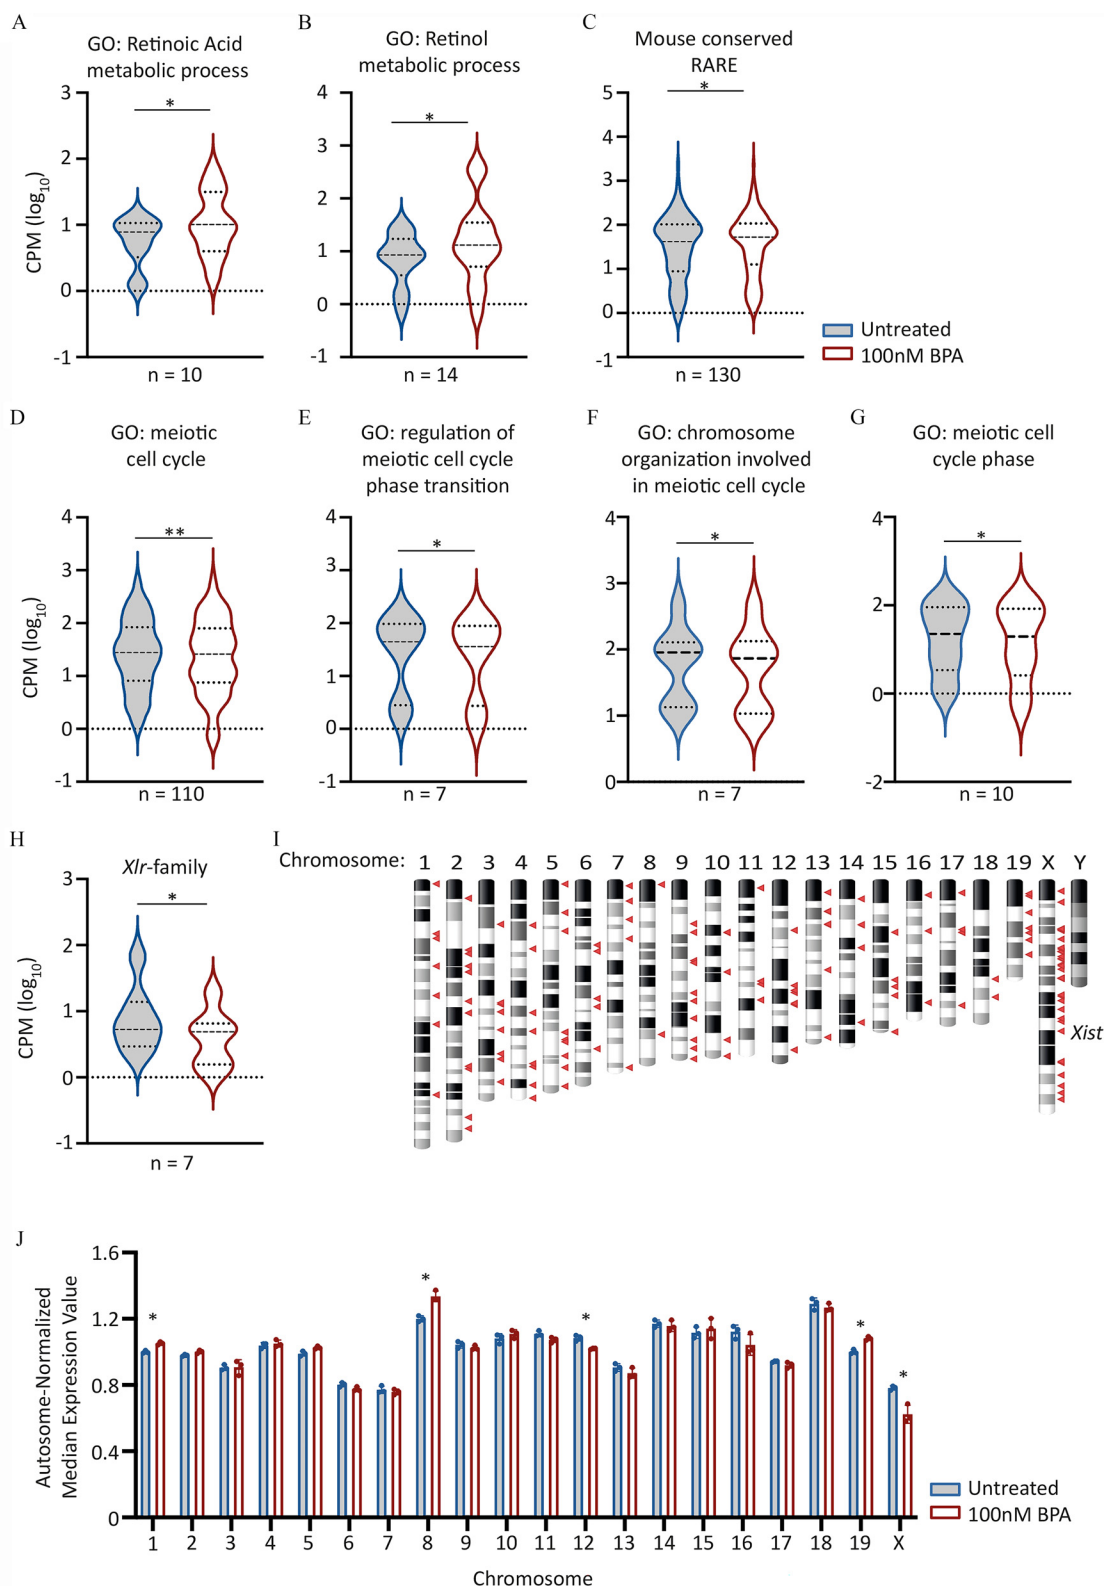 A
GO: Retinoic Acid
metabolic process
*
CPM (log10)
3
2
1
0
-1
n = 10
B
GO: Retinol
metabolic process
*
4
3
2
1
0
-1
n = 14
C
Mouse conserved
RARE
*
5
4
3
2
1
0
-1
n = 130
Untreated
100nM BPA
D
GO: meiotic
cell cycle
**
CPM (log10)
4
3
2
1
0
-1
n = 110
E
GO: regulation of
meiotic cell cycle
phase transition
*
4
3
2
1
0
-1
n = 7
F
GO: chromosome
organization involved
in meiotic cell cycle
*
4
3
2
1
0
n = 7
G
GO: meiotic cell
cycle phase
*
4
2
0
-2
n = 10
H
Xlr-family
*
CPM (log10)
3
2
1
0
-1
n = 7
I
Chromosome: 1 2 3 4 5 6 7 8 9 10 11 12 13 14 15 16 17 18 19 X Y
Xist
J
Autosome-Normalized
Median Expression Value
1.6
1.2
0.8
0.4
0
* * * * *
1 2 3 4 5 6 7 8 9 10 11 12 13 14 15 16 17 18 19 X
Chromosome
Untreated
100nM BPA